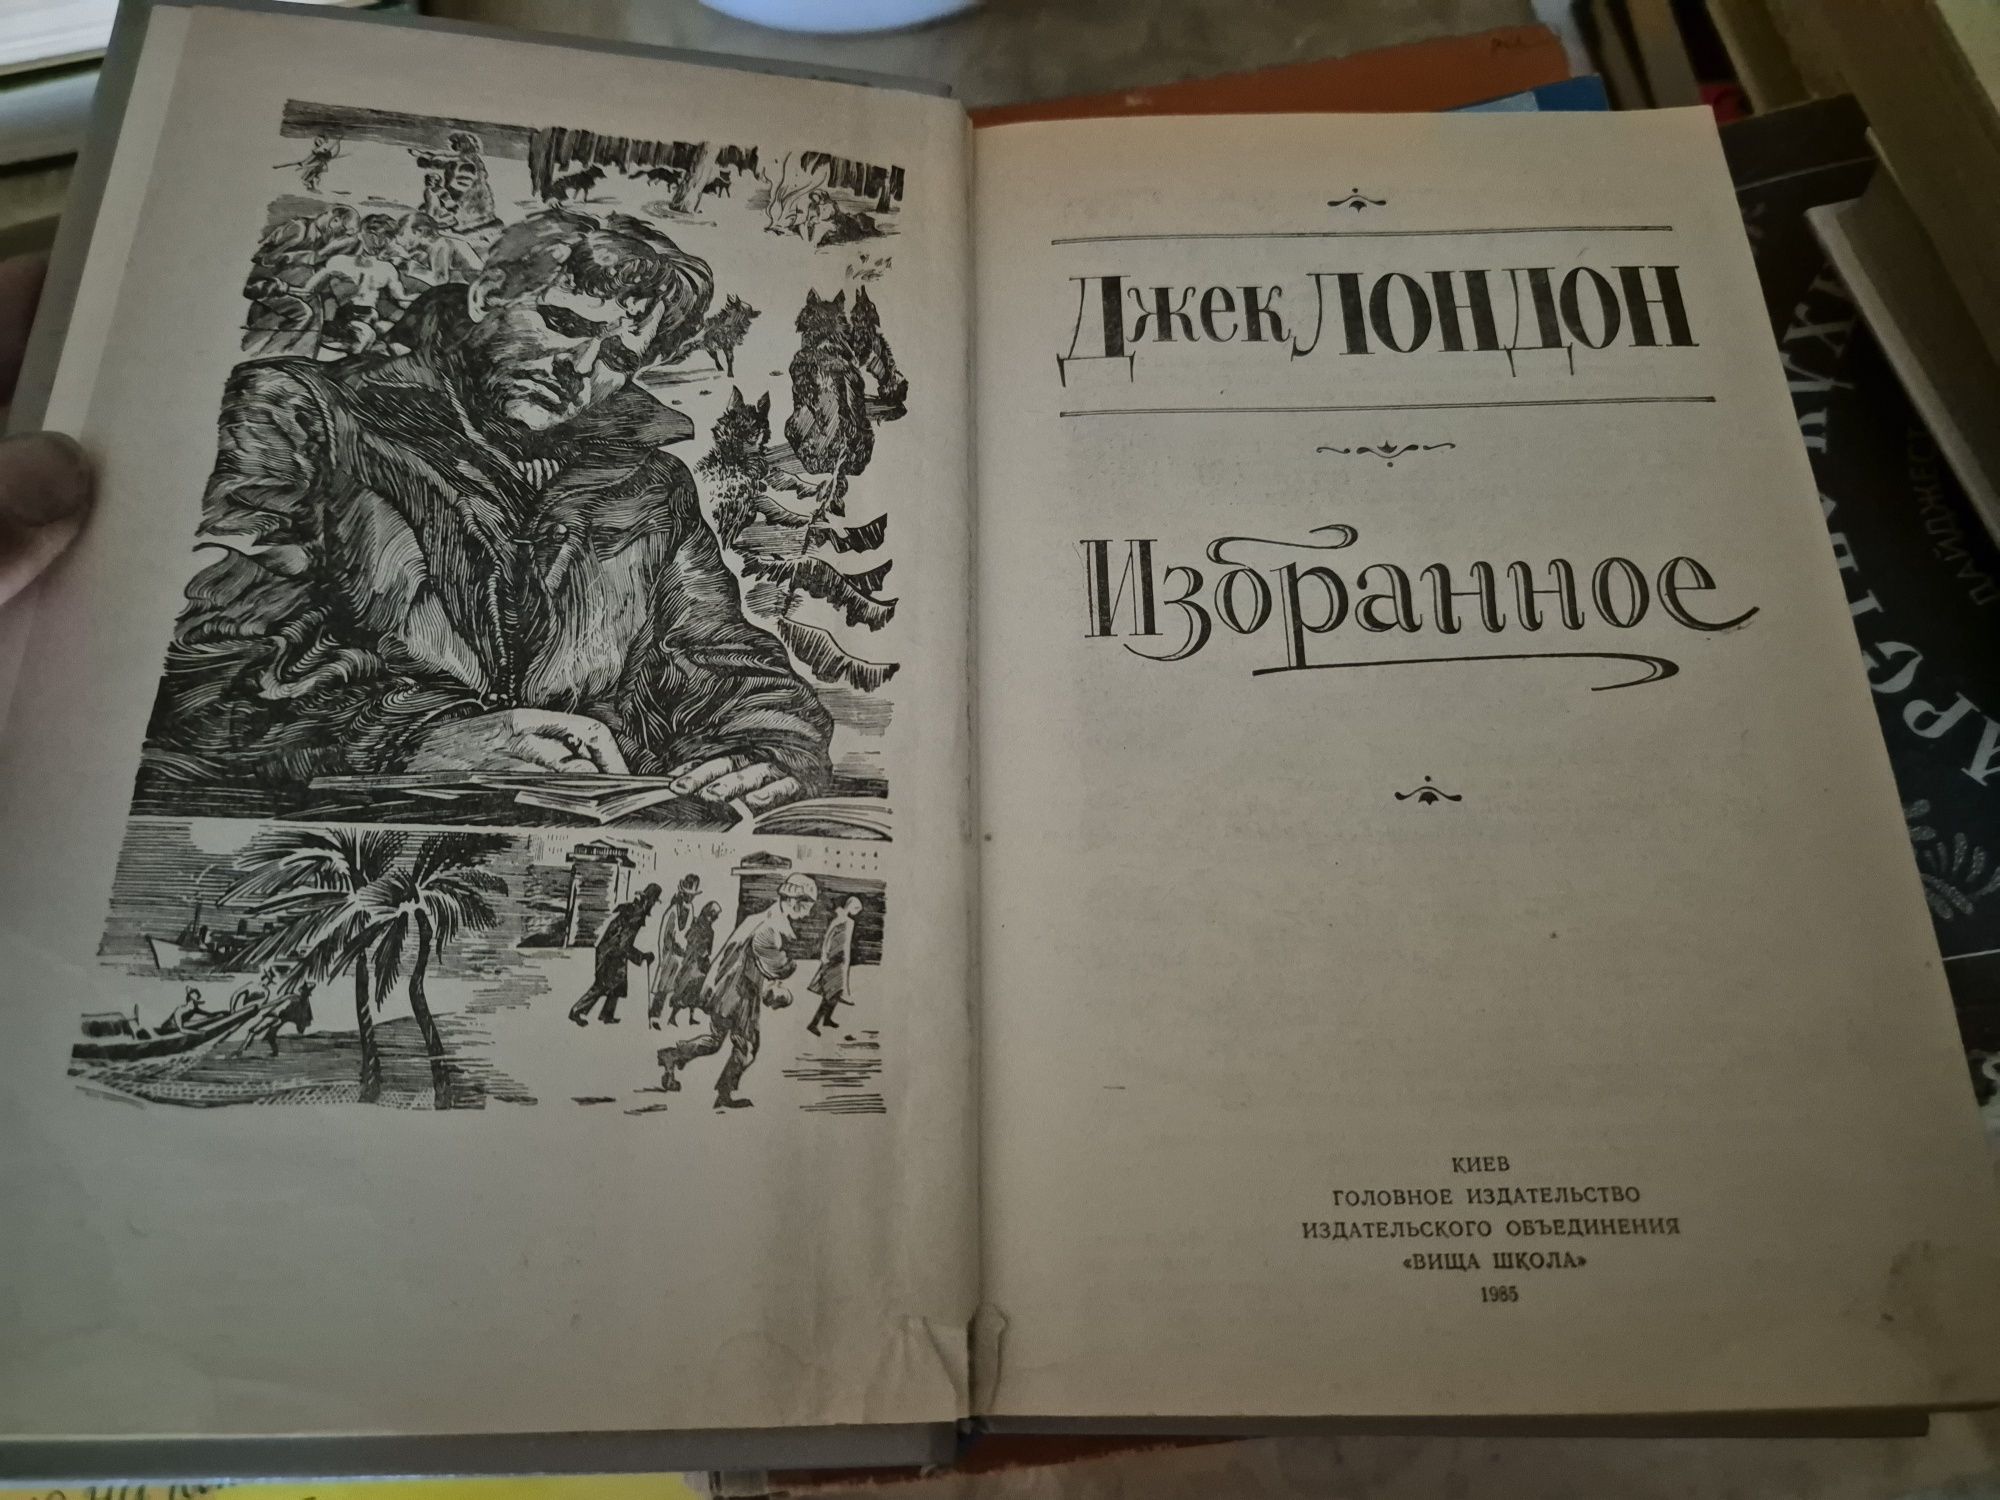 Джек ЛОНДОН
Избранное
КИЕВ
ГОЛОВНОЕ ИЗДАТЕЛЬСТВО
ИЗДАТЕЛЬСКОГО ОБЪЕДИНЕНИЯ
«ВИЩА ШКОЛА»
1985